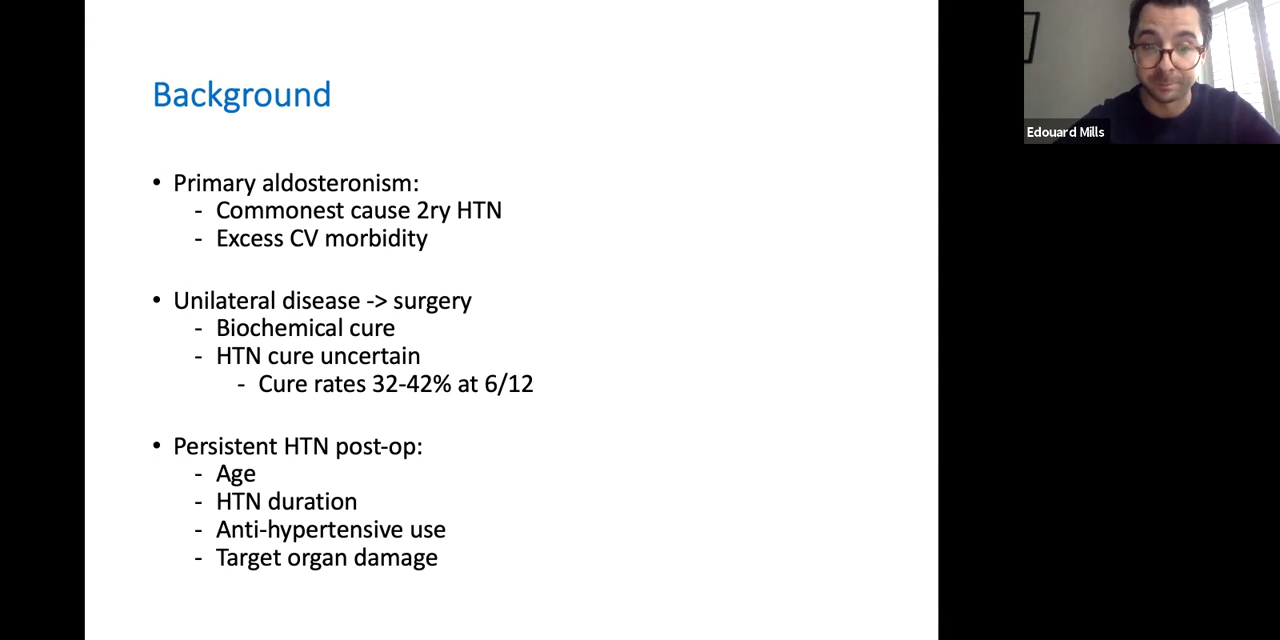 Background
• Primary aldosteronism:
- Commonest cause 2ry HTN
- Excess CV morbidity
• Unilateral disease -> surgery
- Biochemical cure
- HTN cure uncertain
- Cure rates 32-42% at 6/12
• Persistent HTN post-op:
- Age
- HTN duration
- Anti-hypertensive use
- Target organ damage
Edouard Mills